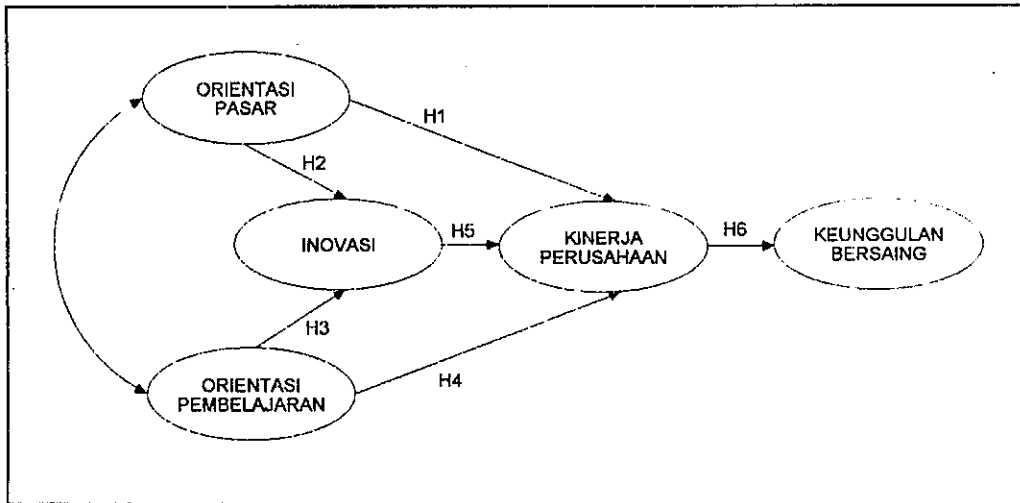 ORIENTASI
PASAR
H1
H2
INOVASI
H5
KINERJA
PERUSAHAAN
H6
KEUNGGULAN
BERSAING
H3
ORIENTASI
PEMBELAJARAN
H4